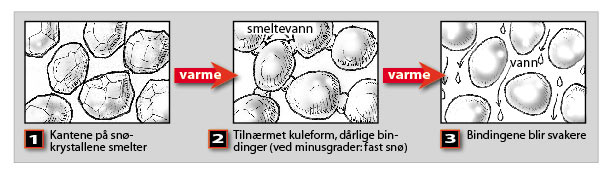 smeltevann
vann
varme
varme
1 Kantene på snø-
krystallene smelter
2 Tilnærmet kuleform, dårlige bin-
dinger (ved minusgrader: fast snø)
3 Bindingene blir svakere